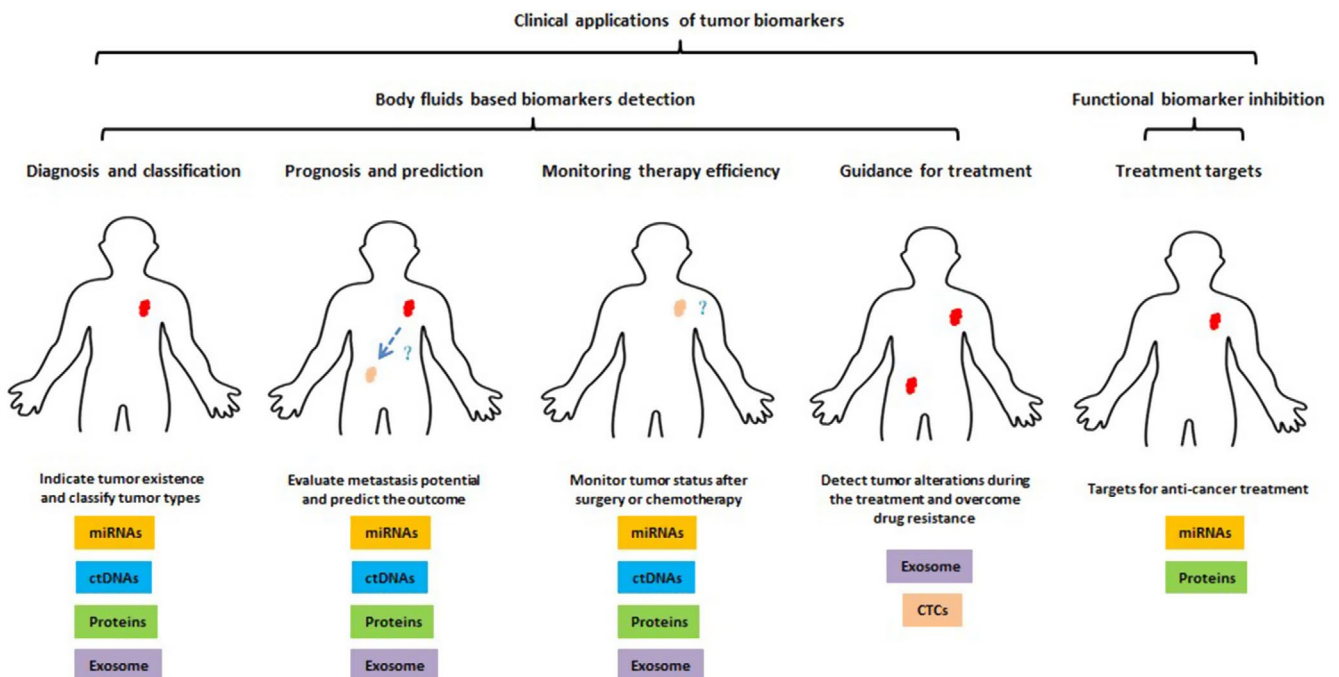 Clinical applications of tumor biomarkers
Body fluids based biomarkers detection
Functional biomarker inhibition
Diagnosis and classification
Prognosis and prediction
Monitoring therapy efficiency
Guidance for treatment
Treatment targets
?
?
Indicate tumor existence
and classify tumor types
miRNAs
ctDNAs
Proteins
Exosome
Evaluate metastasis potential
and predict the outcome
miRNAs
ctDNAs
Proteins
Exosome
Monitor tumor status after
surgery or chemotherapy
miRNAs
ctDNAs
Proteins
Exosome
Detect tumor alterations during
the treatment and overcome
drug resistance
Exosome
CTCs
Targets for anti-cancer treatment
miRNAs
Proteins